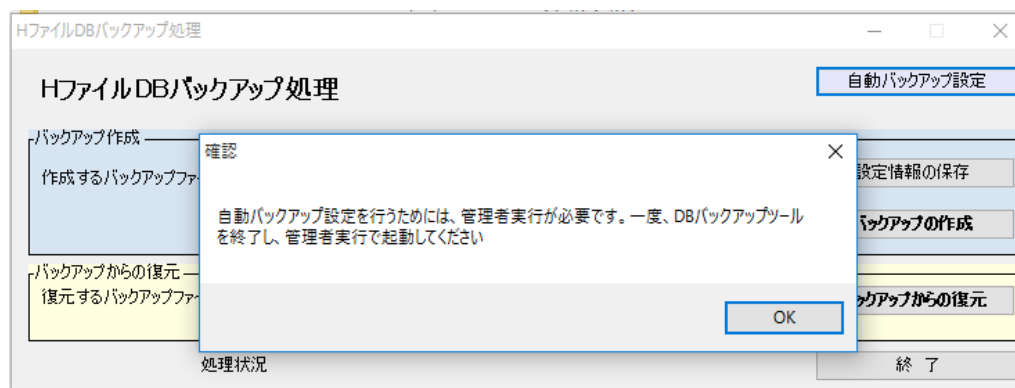 HファイルDBバックアップ処理
HファイルDBバックアップ処理
自動バックアップ設定
バックアップ作成
作成するバックアップファ
設定情報の保存
バックアップの作成
確認
自動バックアップ設定を行うためには、管理者実行が必要です。一度、DBバックアップツール
を終了し、管理者実行で起動してください
OK
バックアップからの復元
復元するバックアップファ
ックアップからの復元
処理状況
終 了